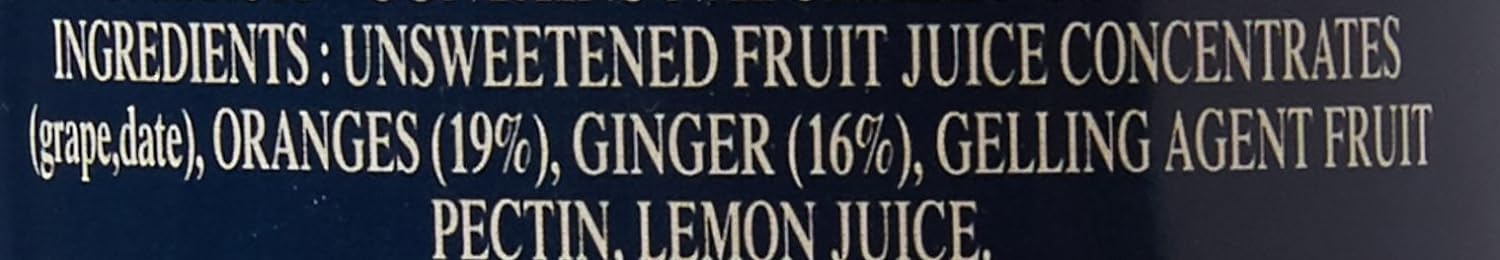 INGREDIENTS : UNSWEETENED FRUIT JUICE CONCENTRATES
(grape,date), ORANGES (19%), GINGER (16%), GELLING AGENT FRUIT
PECTIN, LEMON JUICE.